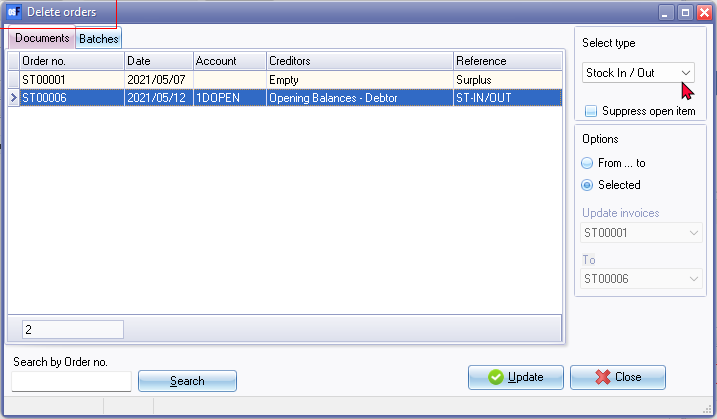 Delete orders
Documents Batches
Order no. Date Account Creditors Reference
ST00001 2021/05/07 Empty Surplus
ST00006 2021/05/12 1DOPEN Opening Balances - Debtor ST-IN/OUT
2
Search by Order no.
Search
Select type
Stock In / Out
Suppress open item
Options
From ... to
Selected
Update invoices
ST00001
To
ST00006
Update Close